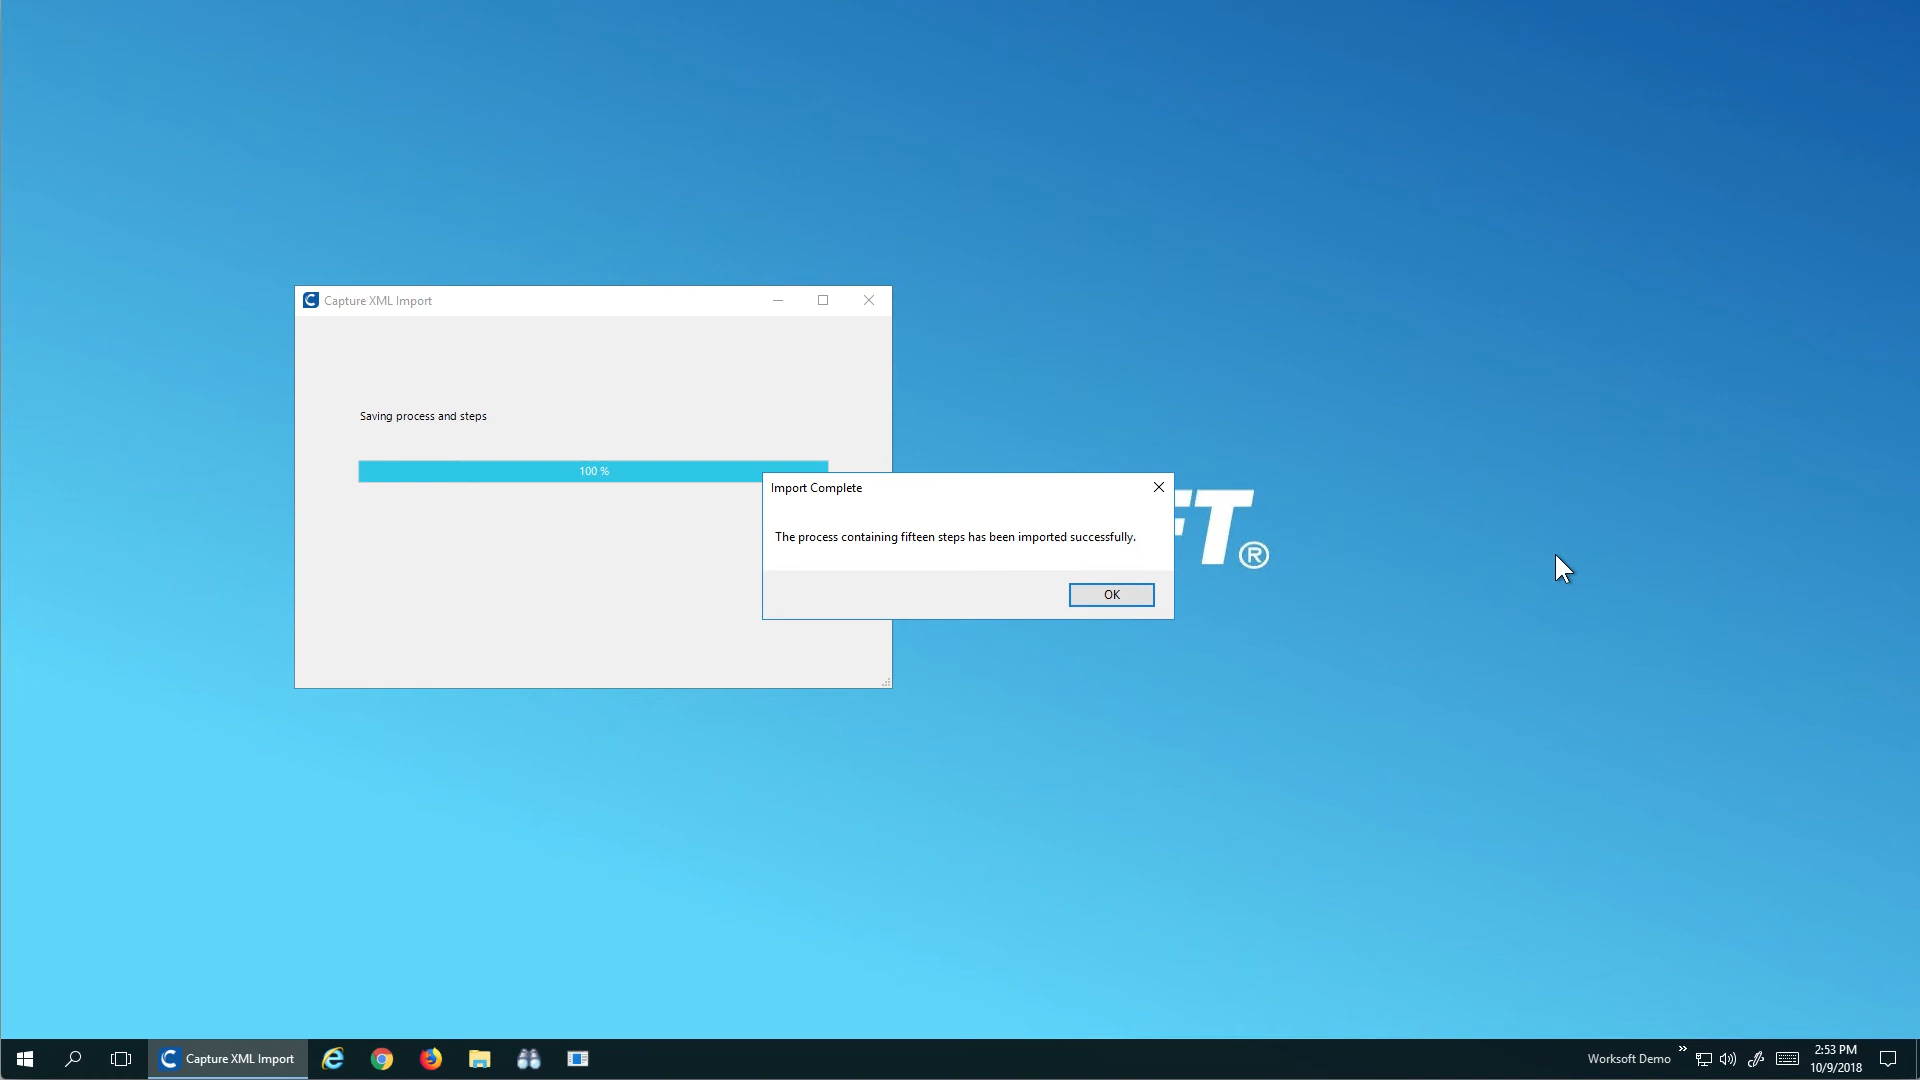 Capture XML Import
Saving process and steps
100 %
Import Complete
The process containing fifteen steps has been imported successfully.
OK
FT®
Capture XML Import
Worksoft Demo
2:53 PM
10/9/2018